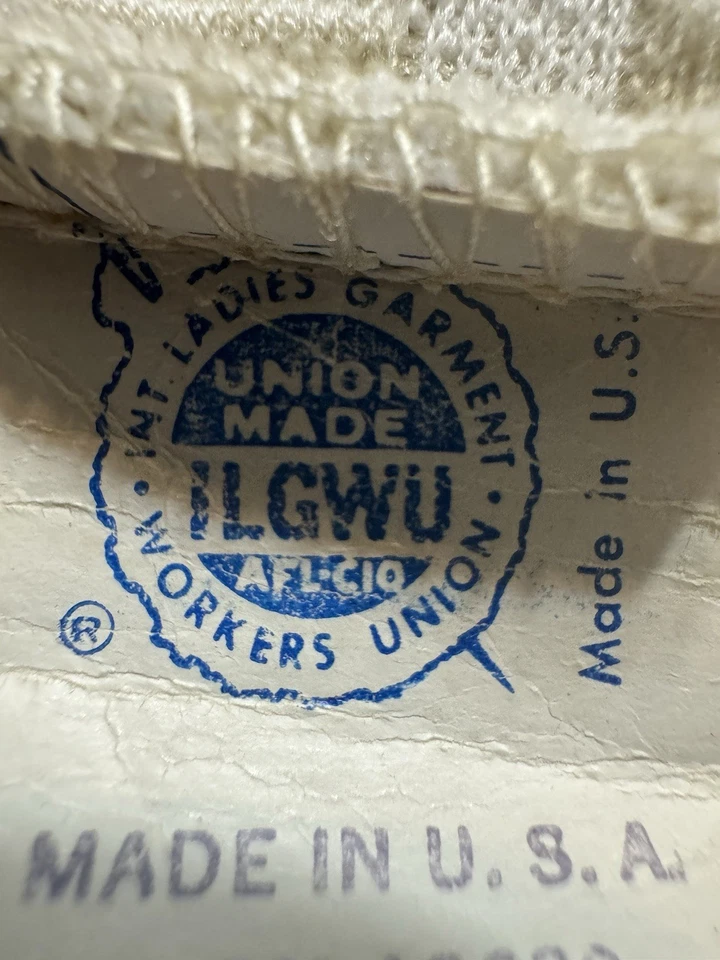 INT. LADIES GARMENT
UNION
MADE
ILGWU
AFL-CIO
• WORKERS UNION •
®
Made in U.S.
MADE IN U.S.A.